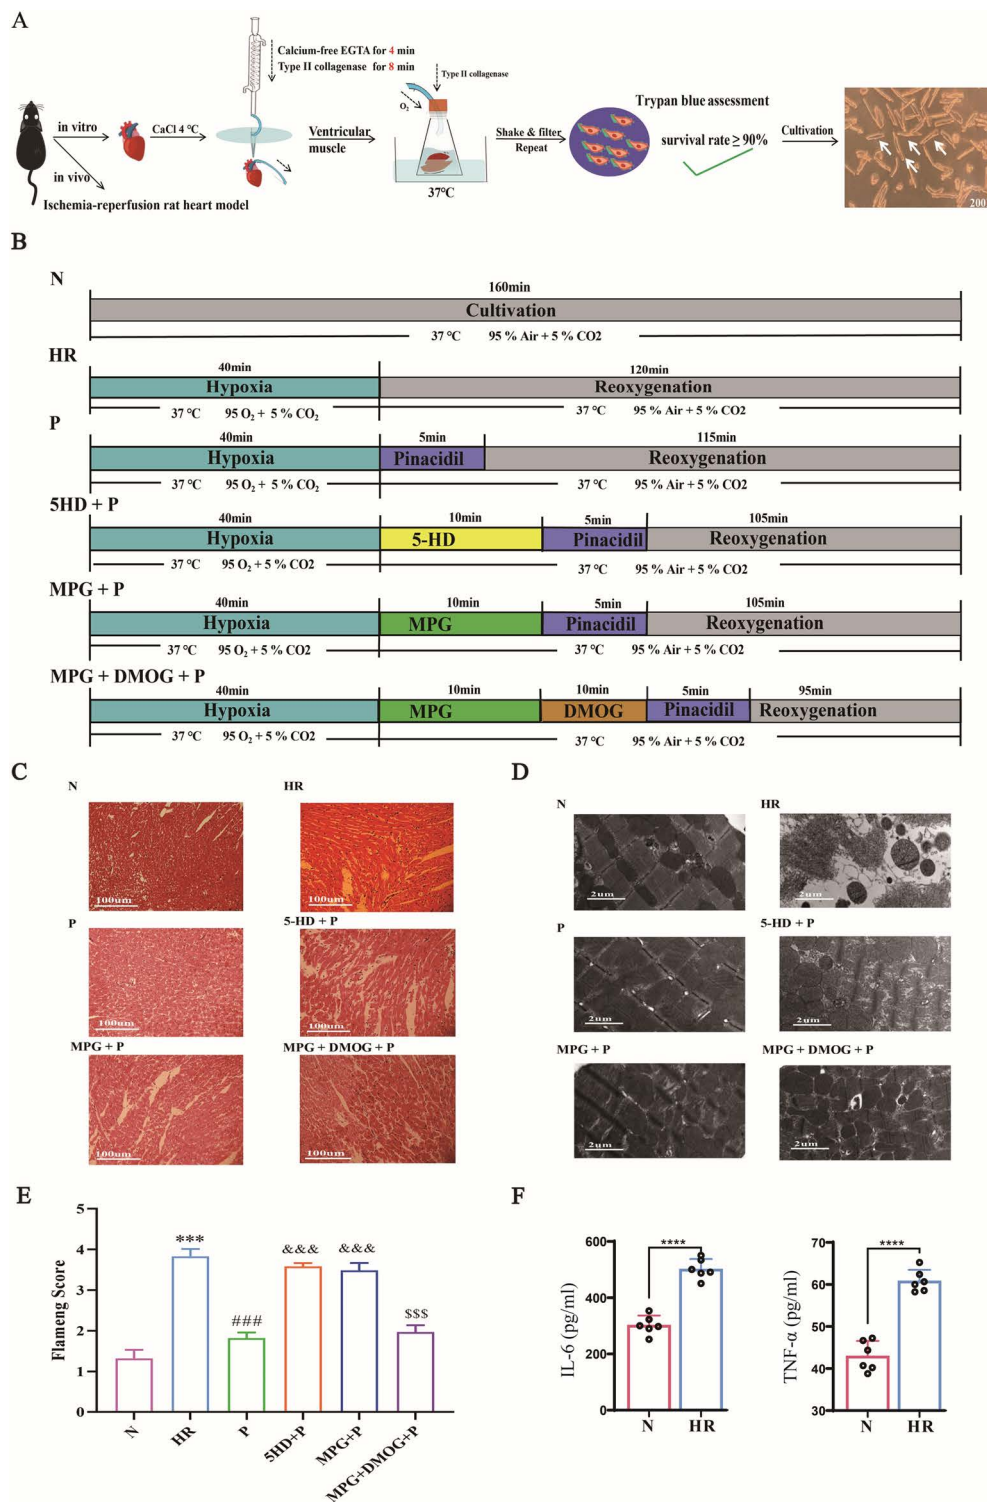 A
Calcium-free EGTA for 4 min
Type II collagenase for 8 min
Type II collagenase
O₂
in vitro
CaCl 4 ℃
in vivo
Ischemia-reperfusion rat heart model
Ventricular
muscle
37℃
Shake & filter
Repeat
Trypan blue assessment
survival rate ≥ 90%
Cultivation
200
B
N
160min
Cultivation
37 ℃ 95 % Air + 5 % CO2
HR
40min 120min
Hypoxia Reoxygenation
37 ℃ 95 O₂ + 5 % CO₂ 37 ℃ 95 % Air + 5 % CO2
P
40min 5min 115min
Hypoxia Pinacidil Reoxygenation
37 ℃ 95 O₂ + 5 % CO₂ 37 ℃ 95 % Air + 5 % CO2
5HD + P
40min 10min 5min 105min
Hypoxia 5-HD Pinacidil Reoxygenation
37 ℃ 95 O₂ + 5 % CO2 37 ℃ 95 % Air + 5 % CO2
MPG + P
40min 10min 5min 105min
Hypoxia MPG Pinacidil Reoxygenation
37 ℃ 95 O₂ + 5 % CO2 37 ℃ 95 % Air + 5 % CO2
MPG + DMOG + P
40min 10min 10min 5min 95min
Hypoxia MPG DMOG Pinacidil Reoxygenation
37 ℃ 95 O₂ + 5 % CO2 37 ℃ 95 % Air + 5 % CO2
C
N HR
100um 100um
P 5-HD + P
100um 100um
MPG + P MPG + DMOG + P
100um 100um
D
N HR
2um 2um
P 5-HD + P
2um 2um
MPG + P MPG + DMOG + P
2um 2um
E
Flameng Score
5
4
3
2
1
0
*** ### &&& &&& $$$
N HR P 5HD+P MPG+P MPG+DMOG+P
F
IL-6 (pg/ml)
600
400
200
0
****
N HR
TNF-α (pg/ml)
70
60
50
40
30
****
N HR